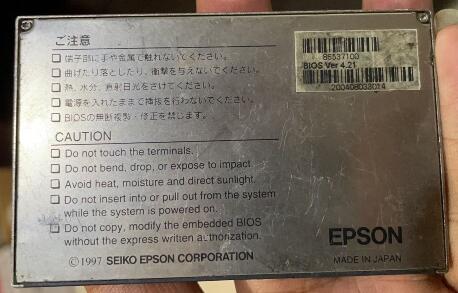 ご注意
❑ 端子部に手や金属で触れないでください。
❑ 曲げたり落としたり、衝撃を与えないでください。
❑ 熱、水分、直射日光をさけてください。
❑ 電源を入れたままで挿抜を行わないでください。
❑ BIOSの無断複製・修正を禁じます。
86537100
BIOS Ver 4.21
200408033014
CAUTION
❑ Do not touch the terminals.
❑ Do not bend, drop, or expose to impact
❑ Avoid heat, moisture and direct sunlight.
❑ Do not insert into or pull out from the system
while the system is powered on.
❑ Do not copy, modify the embedded BIOS
without the express written authorization.
© 1997 SEIKO EPSON CORPORATION
EPSON
MADE IN JAPAN